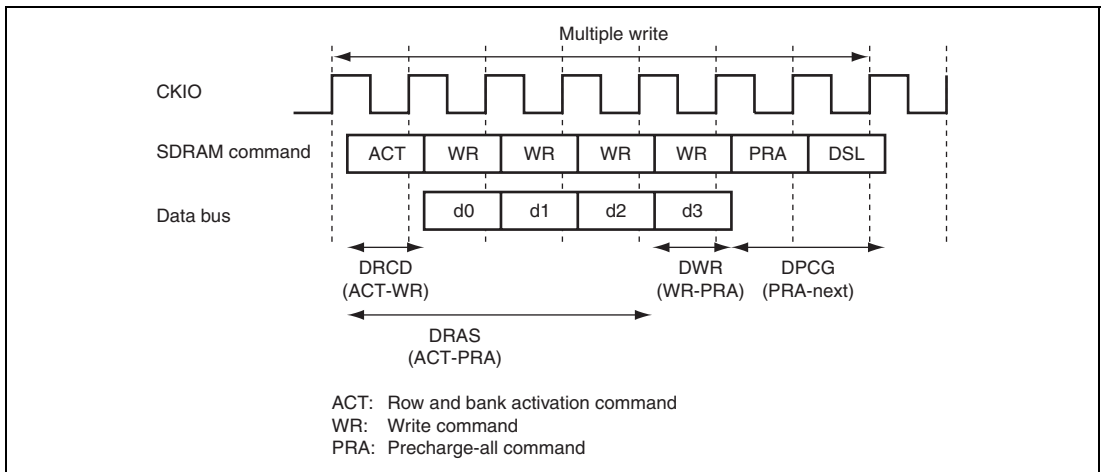 Multiple write
CKIO
SDRAM command ACT WR WR WR WR PRA DSL
Data bus d0 d1 d2 d3
DRCD DWR DPCG
(ACT-WR) (WR-PRA) (PRA-next)
DRAS
(ACT-PRA)
ACT: Row and bank activation command
WR: Write command
PRA: Precharge-all command